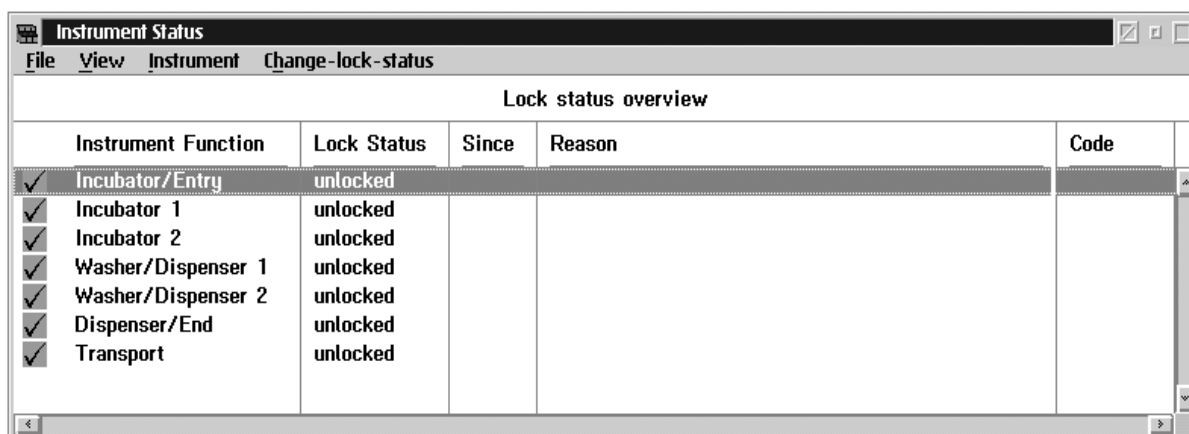 Instrument Status
File View Instrument Change-lock-status
Lock status overview
Instrument Function Lock Status Since Reason Code
Incubator/Entry unlocked
Incubator 1 unlocked
Incubator 2 unlocked
Washer/Dispenser 1 unlocked
Washer/Dispenser 2 unlocked
Dispenser/End unlocked
Transport unlocked